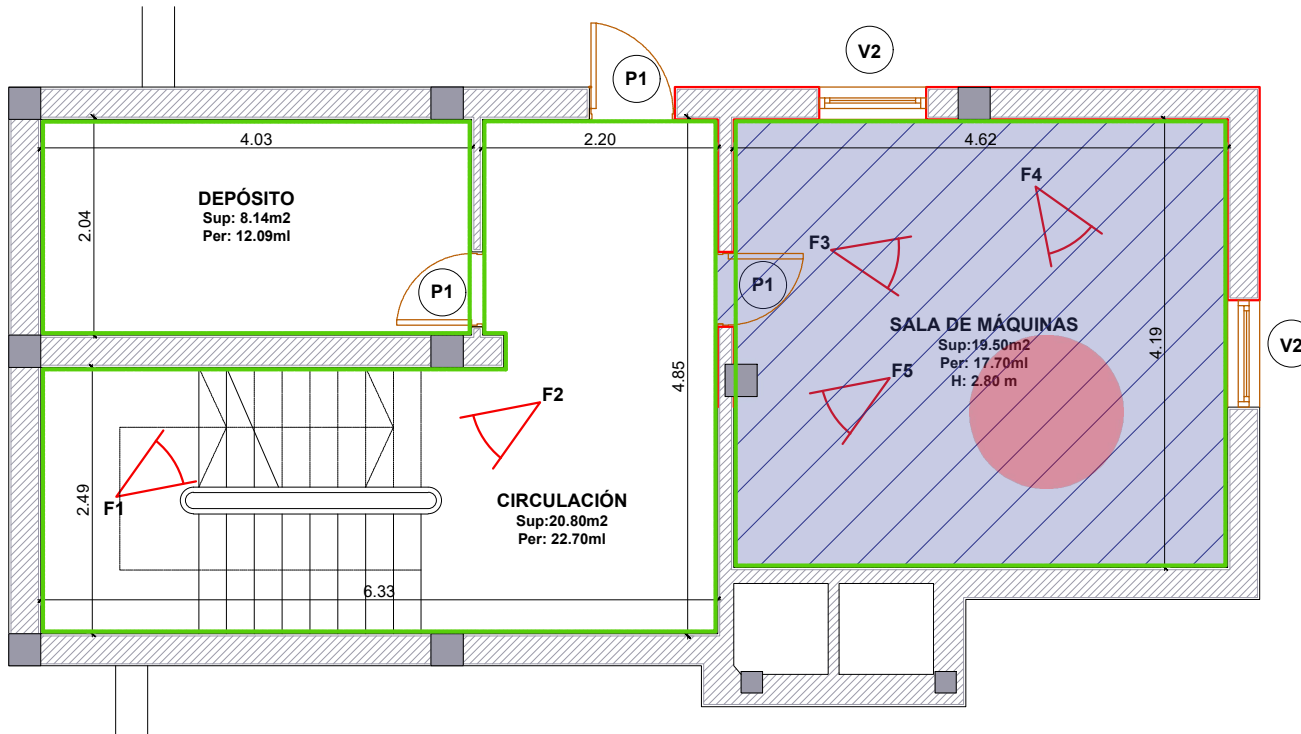 V2
P1
4.03
2.20
4.62
DEPÓSITO
Sup: 8.14m2
Per: 12.09ml
2.04
F4
F3
P1
P1
SALA DE MÁQUINAS
Sup:19.50m2
Per: 17.70ml
H: 2.80 m
4.19
V2
F5
4.85
F2
2.49
F1
CIRCULACIÓN
Sup:20.80m2
Per: 22.70ml
6.33